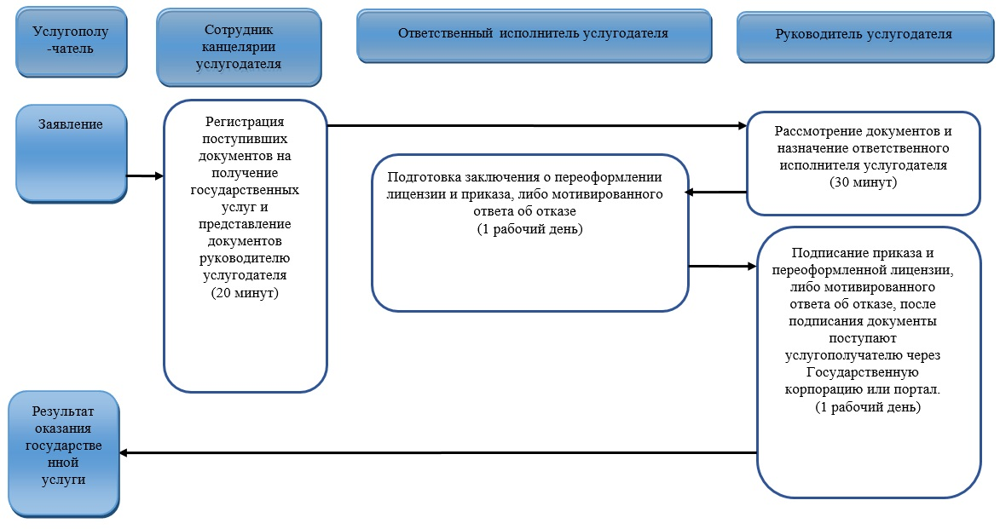 Услугополу
-чатель
Сотрудник
канцелярии
услугодателя
Ответственный исполнитель услугодателя
Руководитель услугодателя
Заявление
Регистрация
поступивших
документов на
получение
государственных
услуг и
представление
документов
руководителю
услугодателя
(20 минут)
Рассмотрение документов и
назначение ответственного
исполнителя услугодателя
(30 минут)
Подготовка заключения о переоформлении
лицензии и приказа, либо мотивированного
ответа об отказе
(1 рабочий день)
Подписание приказа и
переоформленной лицензии,
либо мотивированного
ответа об отказе, после
подписания документы
поступают
услугополучателю через
Государственную
корпорацию или портал.
(1 рабочий день)
Результат
оказания
государстве
нной
услуги